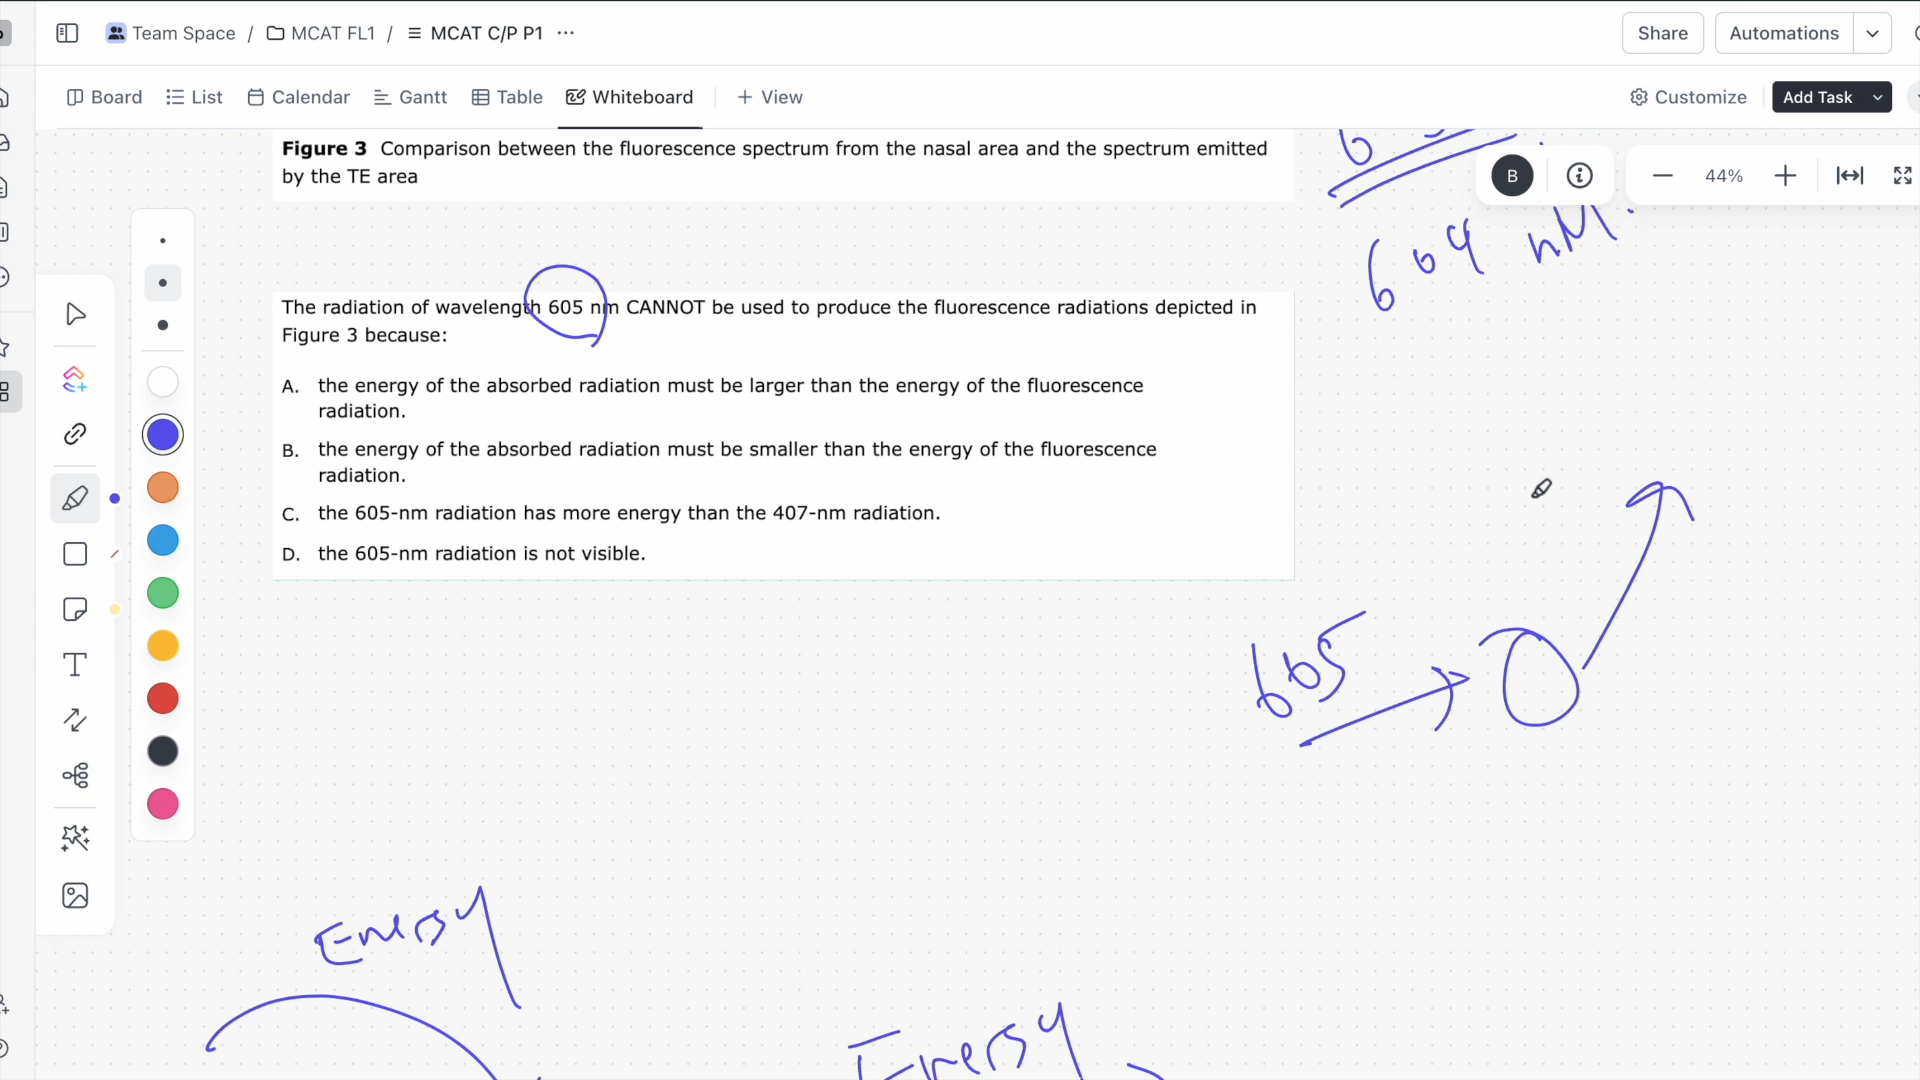 Team Space / MCAT FL1 / MCAT C/P P1 ...
Share
Automations
Board
List
Calendar
Gantt
Table
Whiteboard
+ View
Customize
Add Task
Figure 3 Comparison between the fluorescence spectrum from the nasal area and the spectrum emitted
by the TE area
B
44%
604 nM.
The radiation of wavelength 605 nm CANNOT be used to produce the fluorescence radiations depicted in
Figure 3 because:
A. the energy of the absorbed radiation must be larger than the energy of the fluorescence
radiation.
B. the energy of the absorbed radiation must be smaller than the energy of the fluorescence
radiation.
C. the 605-nm radiation has more energy than the 407-nm radiation.
D. the 605-nm radiation is not visible.
605
Energy
Energy